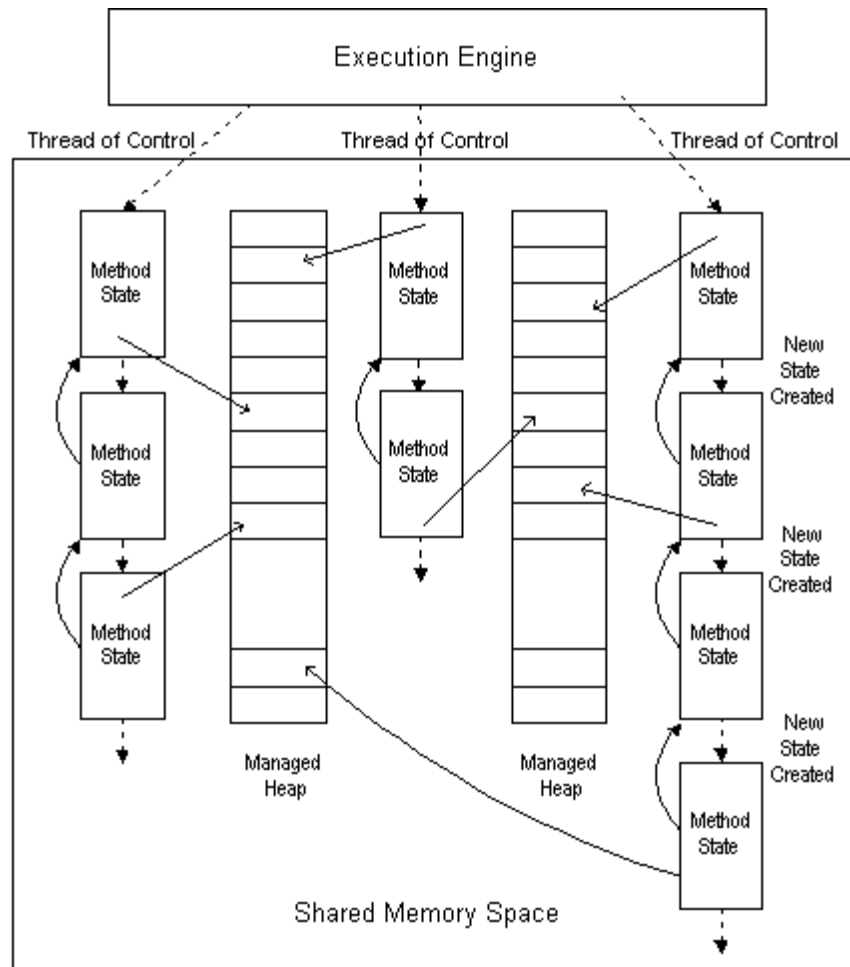 Execution Engine
Thread of Control
Thread of Control
Thread of Control
Method
State
Method
State
Method
State
New
State
Created
Method
State
Method
State
Method
State
New
State
Created
Method
State
Method
State
New
State
Created
Managed
Heap
Managed
Heap
Method
State
Shared Memory Space